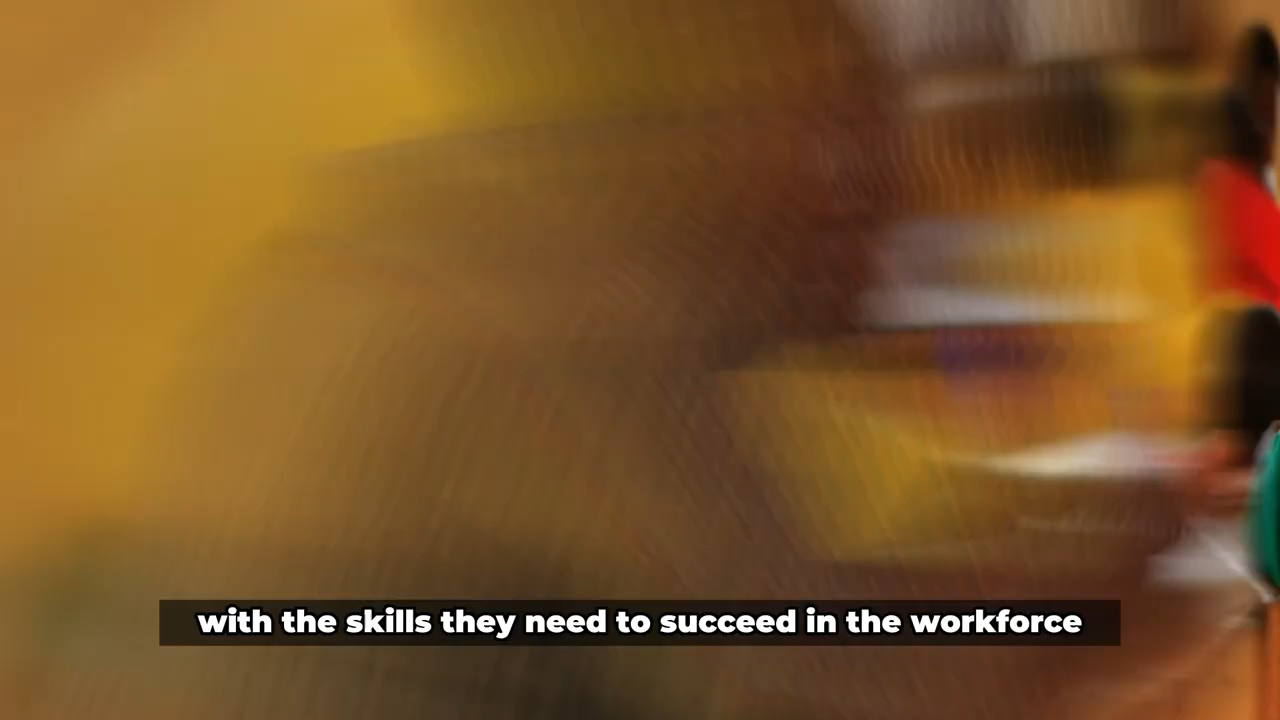 with the skills they need to succeed in the workforce